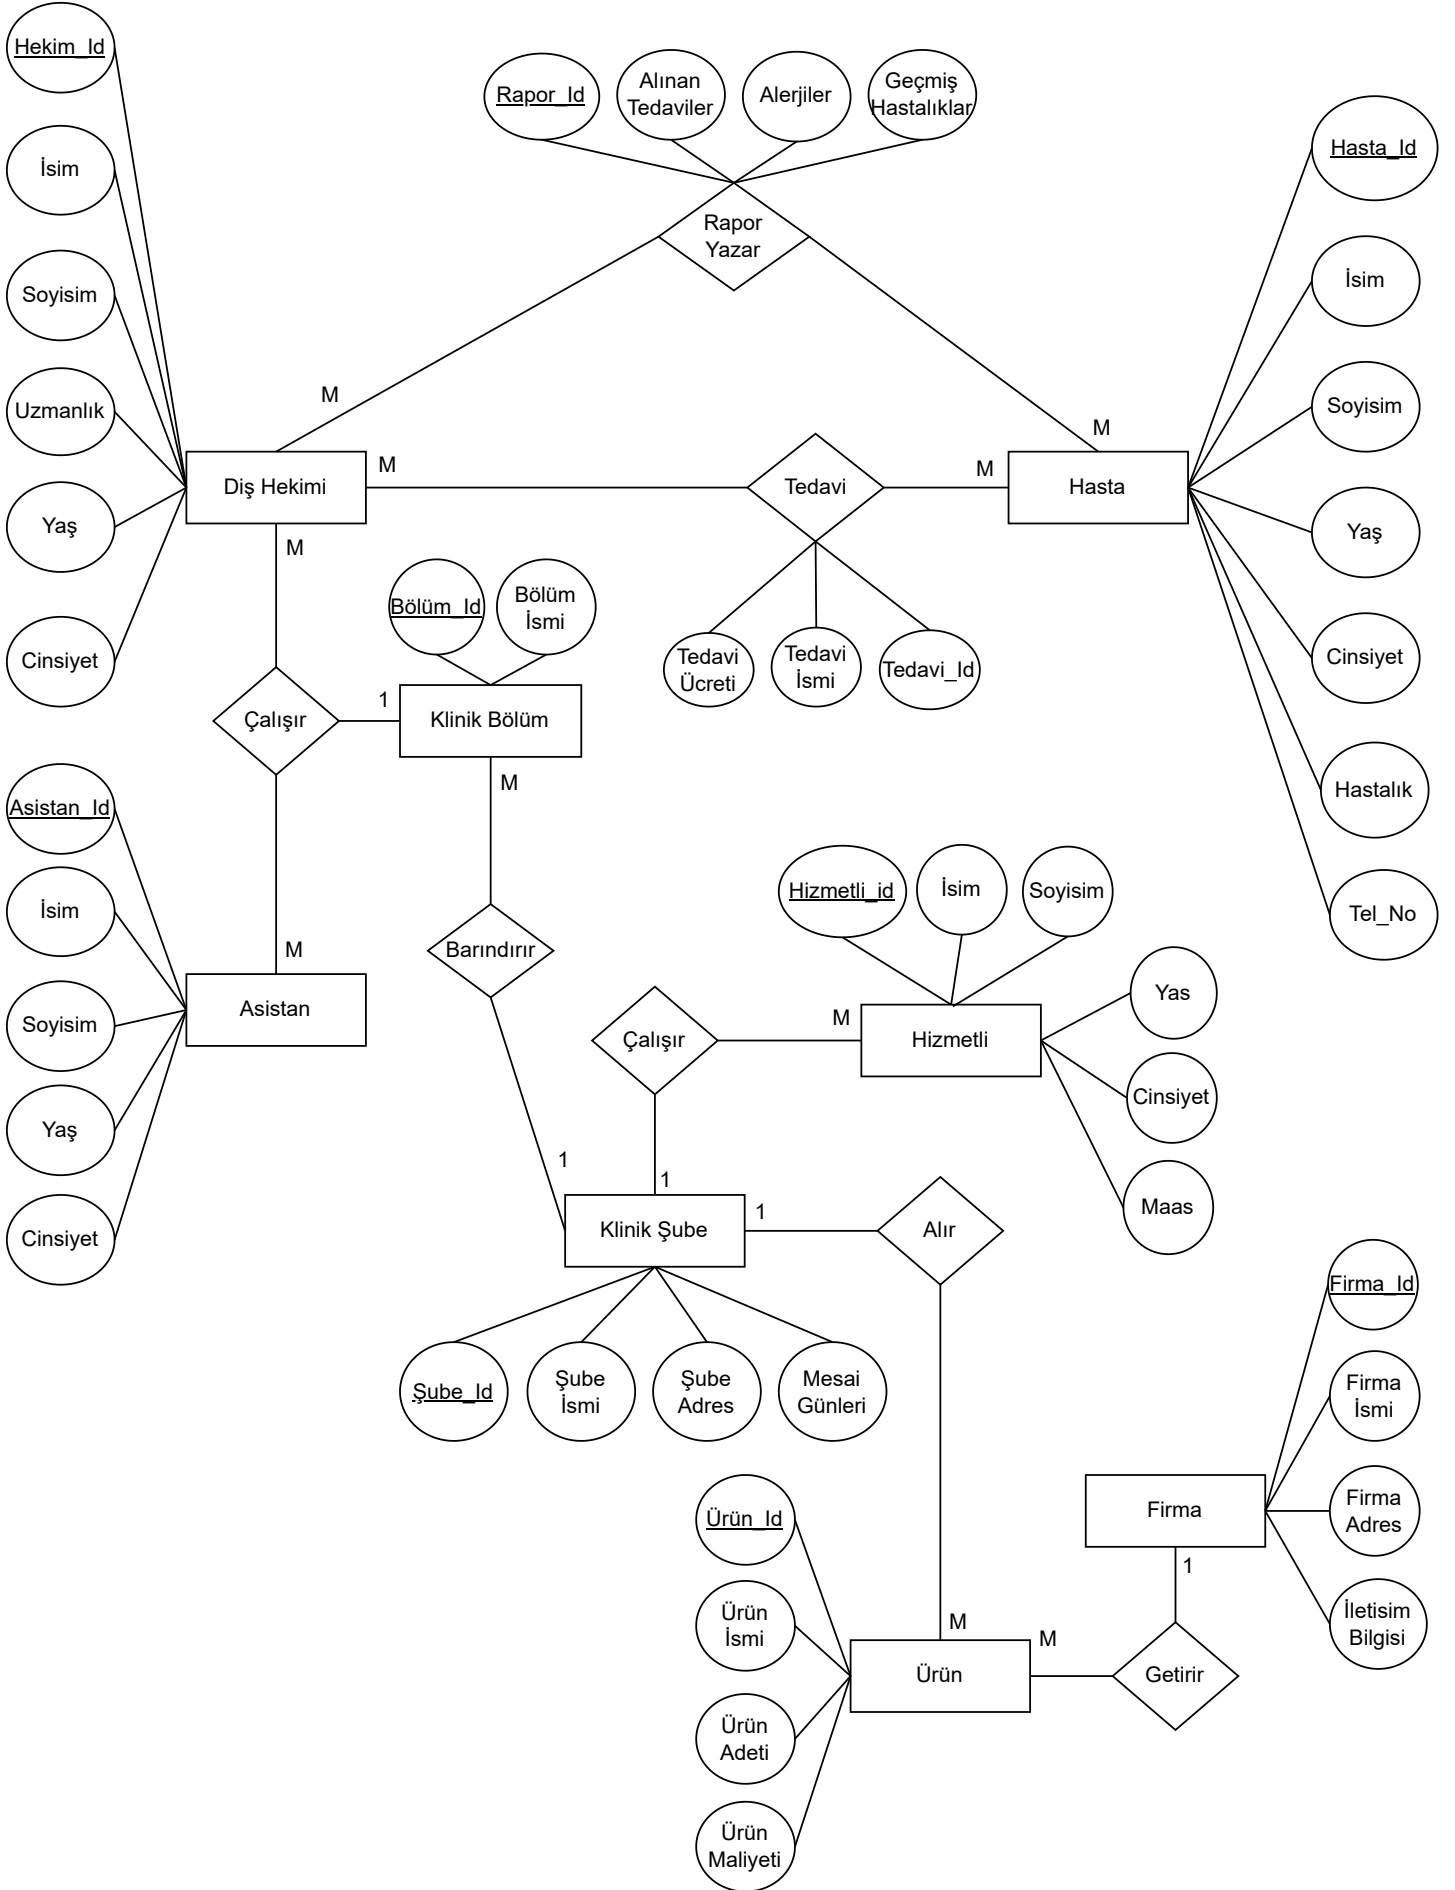 Hekim_Id
İsim
Soyisim
Uzmanlık
Yaş
Cinsiyet
Rapor_Id
Alınan
Tedaviler
Alerjiler
Geçmiş
Hastalıklar
Rapor
Yazar
M
M
Hasta_Id
İsim
Soyisim
Yaş
Cinsiyet
Hastalık
Tel_No
Diş Hekimi
M
Tedavi
M
Hasta
Tedavi
Ücreti
Tedavi
İsmi
Tedavi_Id
M
Bölüm_Id
Bölüm
İsmi
Çalışır
1
Klinik Bölüm
M
M
Asistan_Id
İsim
Soyisim
Yaş
Cinsiyet
Asistan
Barındırır
1
Hizmetli_id
İsim
Soyisim
Çalışır
M
Hizmetli
Yas
Cinsiyet
Maas
1
Klinik Şube
1
Alır
Şube_Id
Şube
İsmi
Şube
Adres
Mesai
Günleri
Firma_Id
Firma
İsmi
Firma
Adres
İletisim
Bilgisi
Firma
1
Ürün_Id
Ürün
İsmi
Ürün
Adeti
Ürün
Maliyeti
M
Ürün
M
Getirir